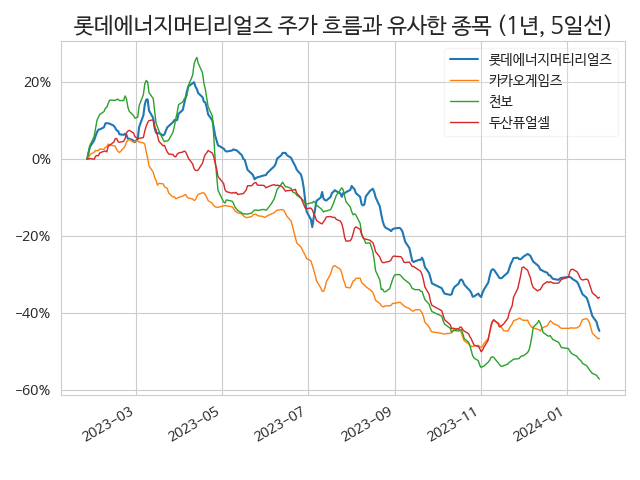 롯데에너지머티리얼즈 주가 흐름과 유사한 종목 (1년, 5일선)
롯데에너지머티리얼즈
카카오게임즈
천보
두산퓨얼셀
20%
0%
−20%
−40%
−60%
2023−03
2023−05
2023−07
2023−09
2023−11
2024−01